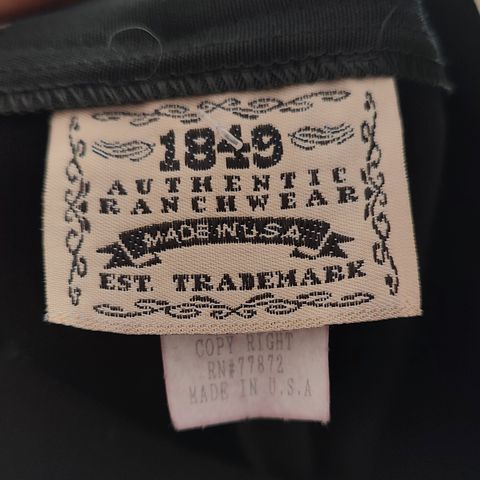 1849
AUTHENTIC
RANCHWEAR
MADE IN U.S.A.
EST. TRADEMARK
COPY RIGHT
RN#77872
MADE IN U.S.A